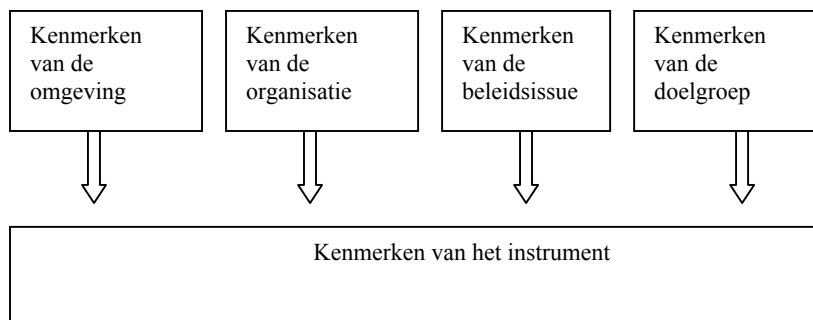 Kenmerken
van de
omgeving
Kenmerken
van de
organisatie
Kenmerken
van de
beleidsissue
Kenmerken
van de
doelgroep
Kenmerken van het instrument